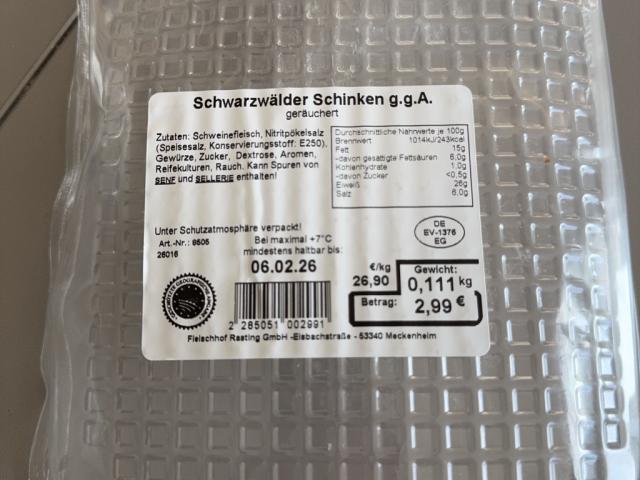 Schwarzwälder Schinken g.g.A.
geräuchert
Zutaten: Schweinefleisch, Nitritpökelsalz
(Speisesalz, Konservierungsstoff: E250),
Gewürze, Zucker, Dextrose, Aromen,
Reifekulturen, Rauch. Kann Spuren von
SENF und SELLERIE enthalten!
Durchschnittliche Nährwerte je 100g
Brennwert 1014kJ/243kcal
Fett 15g
-davon gesättigte Fettsäuren 6,0g
Kohlenhydrate 1,0g
-davon Zucker <0,5g
Eiweiß 26g
Salz 6,0g
Unter Schutzatmosphäre verpackt!
Art.-Nr.: 8505
Bei maximal +7°C
26016
mindestens haltbar bis:
06.02.26
DE
EV-1376
EG
€/kg
26,90
Gewicht:
0,111 kg
Betrag:
2,99 €
2 285051 002991
Fleischhof Rasting GmbH -Elsbachstraße - 53340 Meckenheim